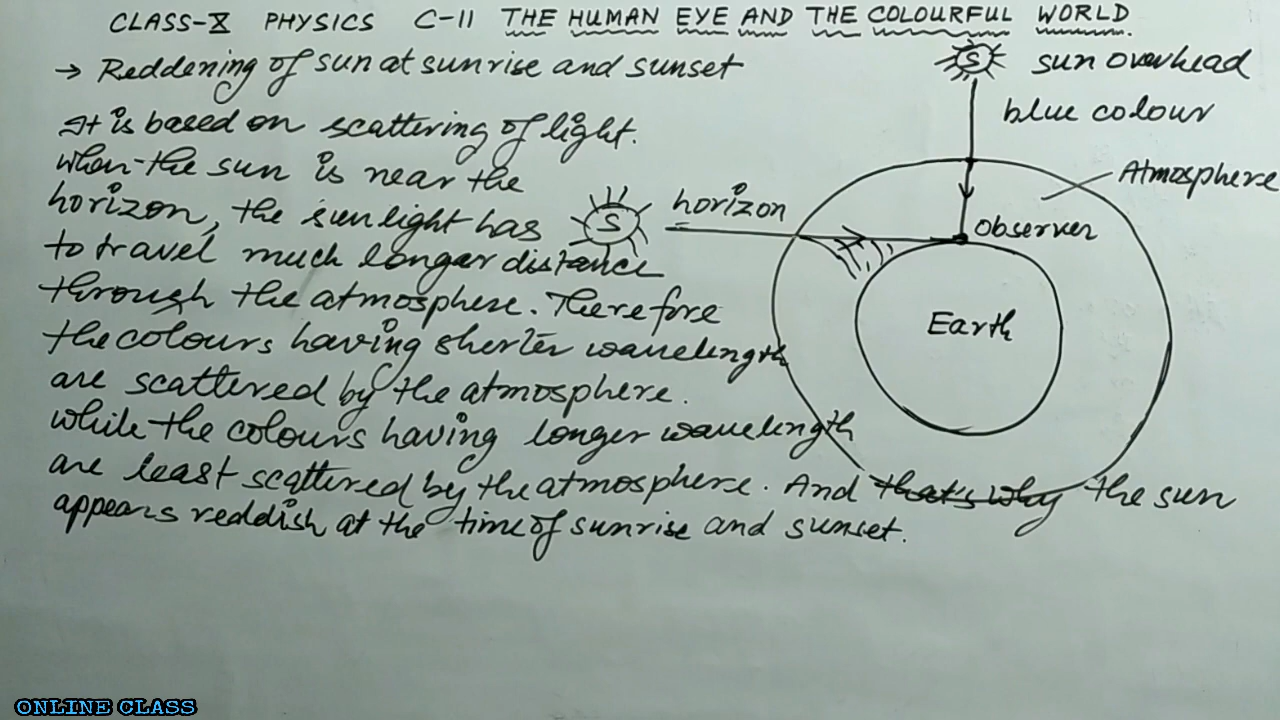 CLASS-X PHYSICS C-11 THE HUMAN EYE AND THE COLOURFUL WORLD
→ Reddening of sun at sunrise and sunset
It is based on scattering of light.
when the sun is near the
horizon, the sunlight has
to travel much longer distance
through the atmosphere. Therefore
the colours having shorter wavelength
are scattered by the atmosphere.
while the colours having longer wavelength
are least scattered by the atmosphere. And that's why the sun
appears reddish at the time of sunrise and sunset.
S
sun overhead
blue colour
Atmosphere
S
horizon
observer
Earth
ONLINE CLASS